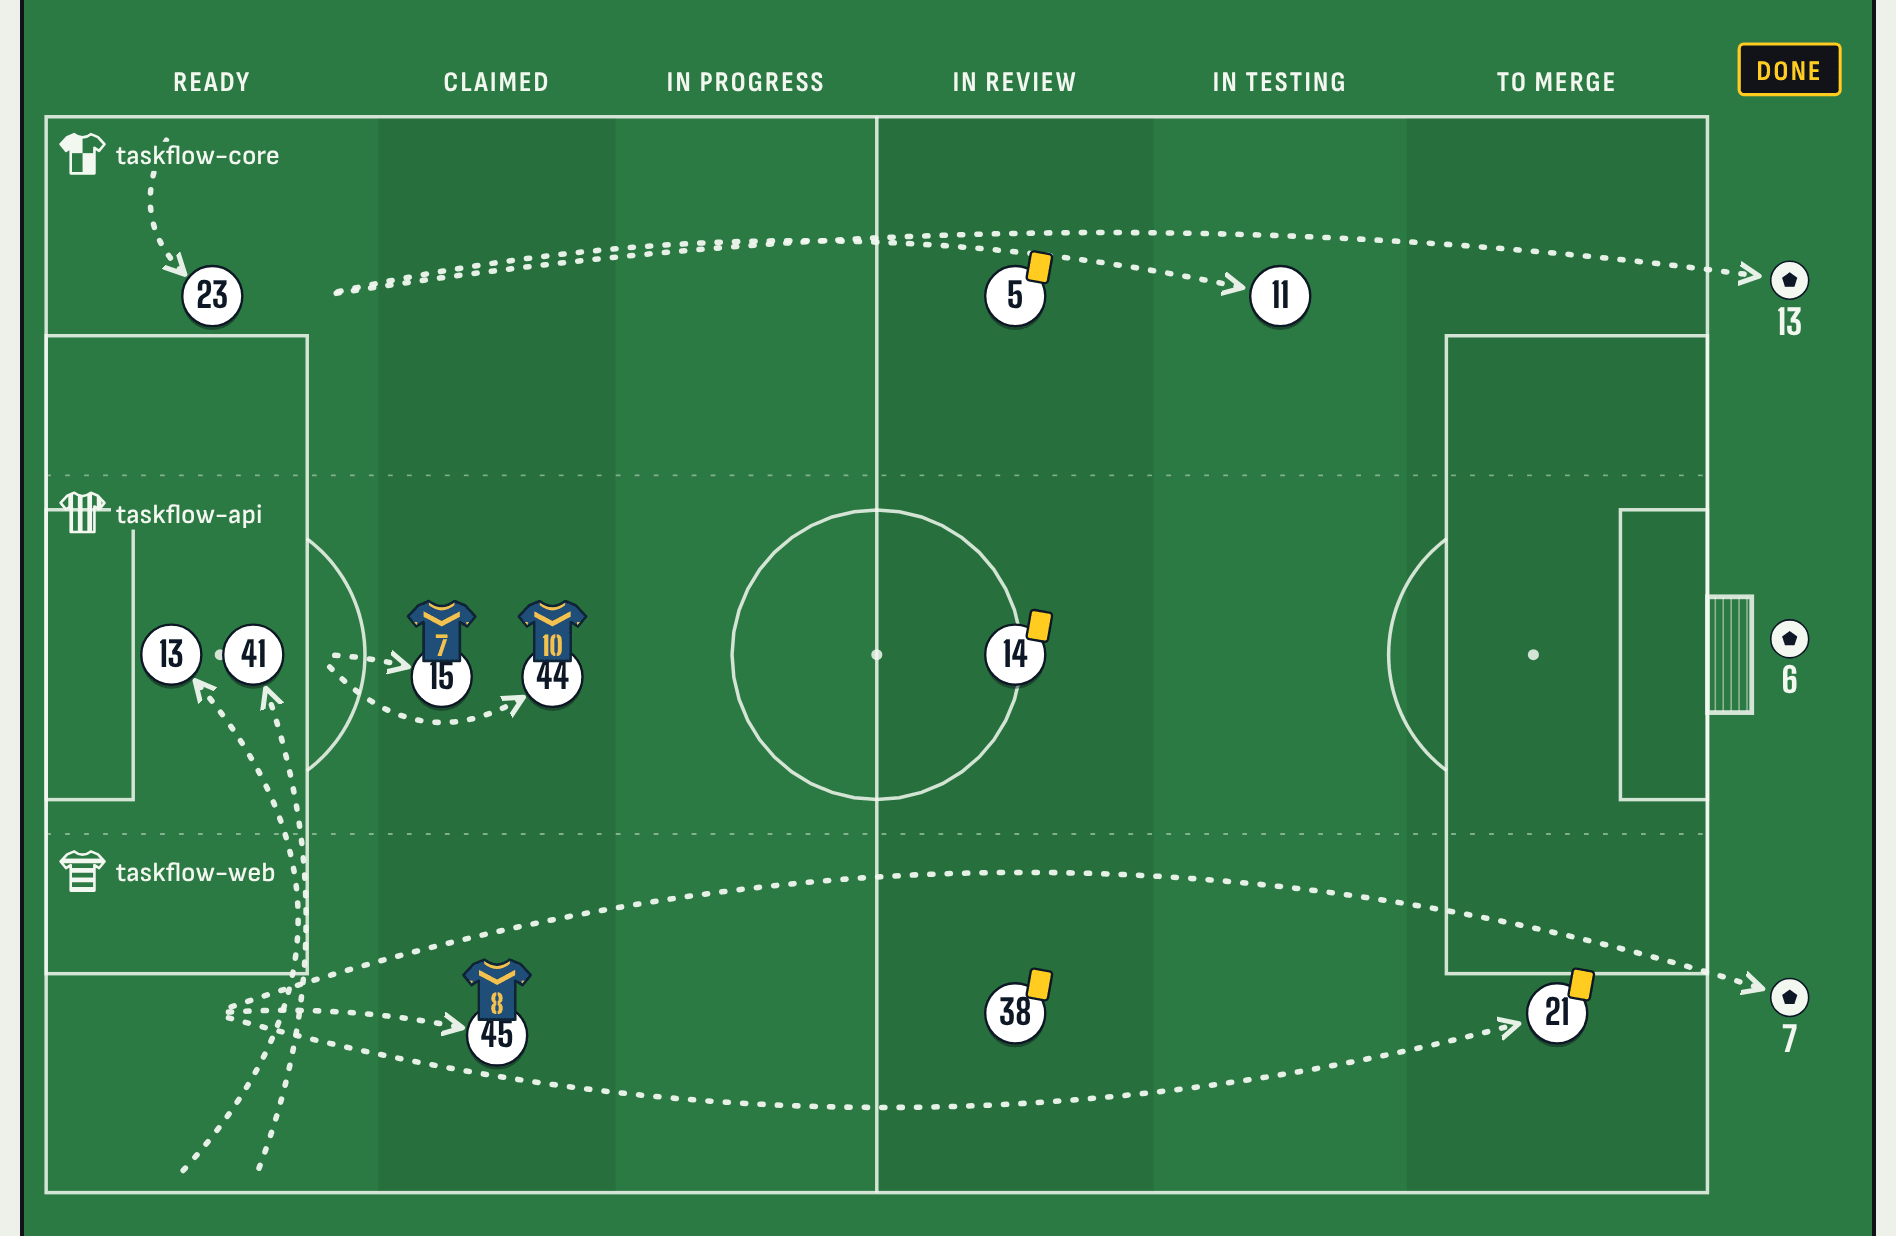 READY CLAIMED IN PROGRESS IN REVIEW IN TESTING TO MERGE DONE
taskflow-core
23 5 11 13
taskflow-api
7 10
13 41 15 44 14 6
taskflow-web
8
45 38 21 7